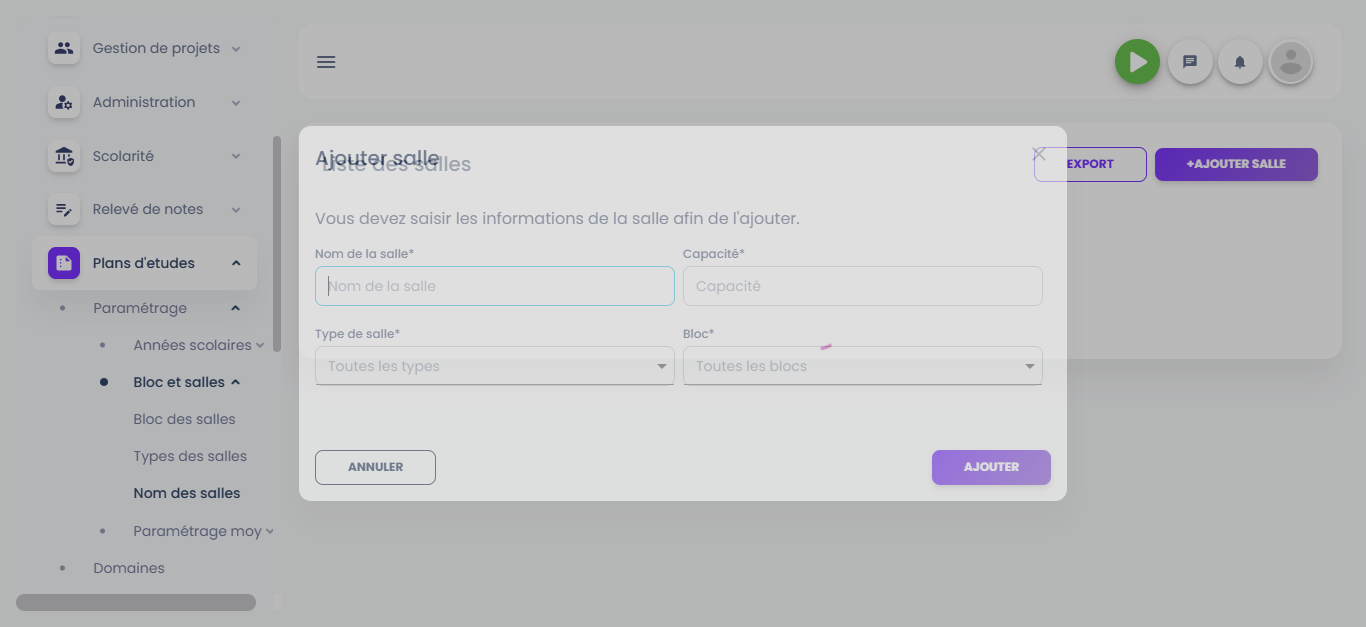 Gestion de projets
Administration
Scolarité
Relevé de notes
Plans d'etudes
Paramétrage
Années scolaires
Bloc et salles
Bloc des salles
Types des salles
Nom des salles
Paramétrage moy
Domaines
Ajouter salle
Liste des salles
EXPORT
+AJOUTER SALLE
Vous devez saisir les informations de la salle afin de l'ajouter.
Nom de la salle* Capacité*
Nom de la salle Capacité
Type de salle* Bloc*
Toutes les types Toutes les blocs
ANNULER AJOUTER